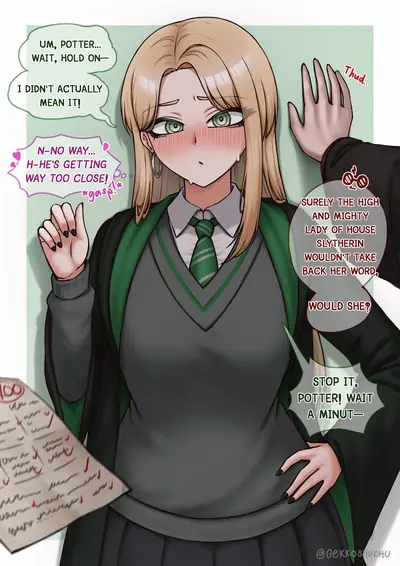 UM, POTTER...
WAIT, HOLD ON—
I DIDN'T ACTUALLY
MEAN IT!
Thud.
N-NO WAY...
H-HE'S GETTING
WAY TOO CLOSE!
*gasp!*
SURELY THE HIGH
AND MIGHTY
LADY OF HOUSE
SLYTHERIN
WOULDN'T TAKE
BACK HER WORD,
WOULD SHE?
STOP IT,
POTTER! WAIT
A MINUT—
@GEKKOSHOHU